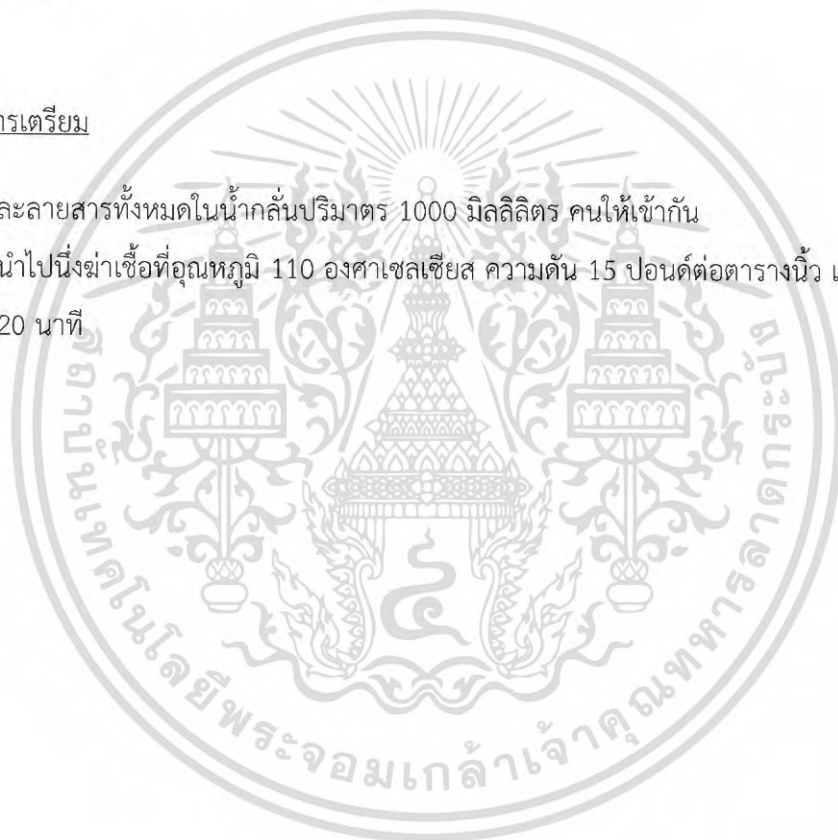 ารเตรียม
ละลายสารทั้งหมดในน้ำกลั่นปริมาตร 1000 มิลลิลิตร คนให้เข้ากัน
นำไปนึ่งฆ่าเชื้อที่อุณหภูมิ 110 องศาเซลเซียส ความดัน 15 ปอนด์ต่อตารางนิ้ว เ
20 นาที
สถาบันเทคโนโลยีพระจอมเกล้าเจ้าคุณทหารลาดกระบัง